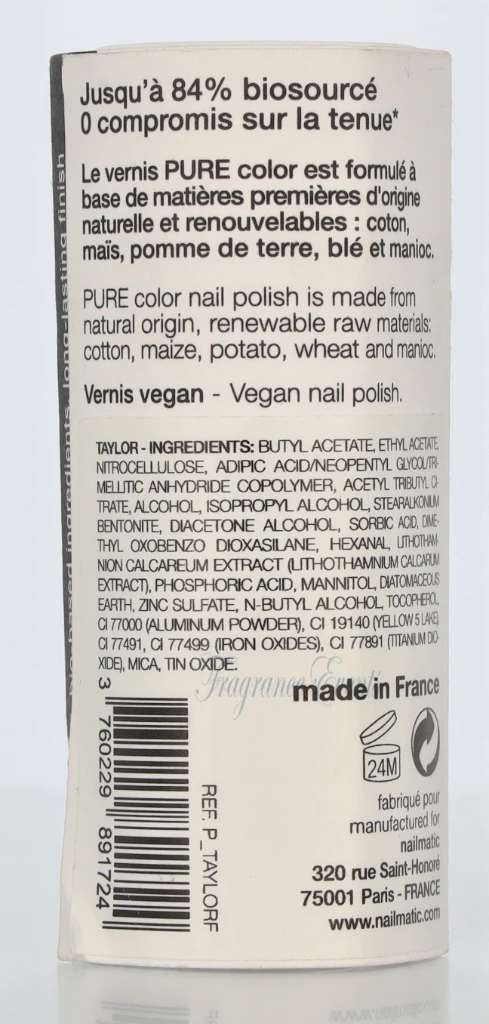 Jusqu'à 84% biosourcé
0 compromis sur la tenue*
Le vernis PURE color est formulé à
base de matières premières d'origine
naturelle et renouvelables : coton,
maïs, pomme de terre, blé et manioc.
PURE color nail polish is made from
natural origin, renewable raw materials:
cotton, maize, potato, wheat and manioc.
Vernis vegan - Vegan nail polish.
TAYLOR - INGREDIENTS: BUTYL ACETATE, ETHYL ACETATE,
NITROCELLULOSE, ADIPIC ACID/NEOPENTYL GLYCOL/TRI-
MELLITIC ANHYDRIDE COPOLYMER, ACETYL TRIBUTYL CI-
TRATE, ALCOHOL, ISOPROPYL ALCOHOL, STEARALKONIUM
BENTONITE, DIACETONE ALCOHOL, SORBIC ACID, DIME-
THYL OXOBENZO DIOXASILANE, HEXANAL, LITHOTHAM-
NION CALCAREUM EXTRACT (LITHOTHAMNIUM CALCARUM
EXTRACT), PHOSPHORIC ACID, MANNITOL, DIATOMACEOUS
EARTH, ZINC SULFATE, N-BUTYL ALCOHOL, TOCOPHEROL,
CI 77000 (ALUMINUM POWDER), CI 19140 (YELLOW 5 LAKE),
CI 77491, CI 77499 (IRON OXIDES), CI 77891 (TITANIUM DIO-
XIDE), MICA, TIN OXIDE.
Fragrance
made in France
24M
fabriqué pour
manufactured for
nailmatic
320 rue Saint-Honoré
75001 Paris - FRANCE
www.nailmatic.com
3 760229 891724
REF. P_TAYLORF
ingredients, long-lasting finish